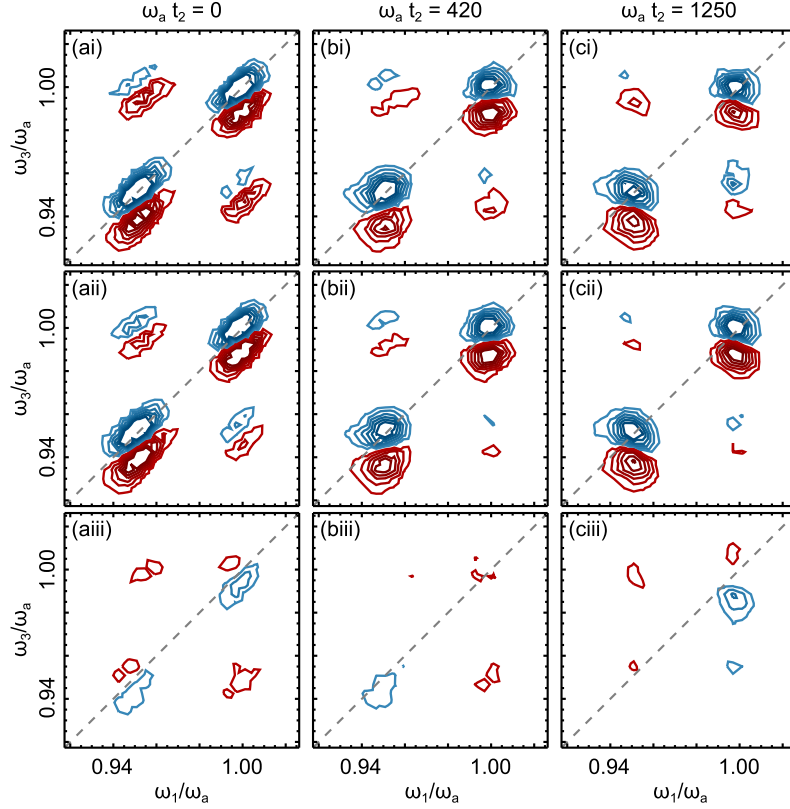 ωₐ t₂ = 0 ωₐ t₂ = 420 ωₐ t₂ = 1250
(ai) (bi) (ci)
ω₃/ωₐ
1.00
0.94
(aii) (bii) (cii)
ω₃/ωₐ
1.00
0.94
(aiii) (biii) (ciii)
ω₃/ωₐ
1.00
0.94
0.94 1.00 0.94 1.00 0.94 1.00
ω₁/ωₐ ω₁/ωₐ ω₁/ωₐ